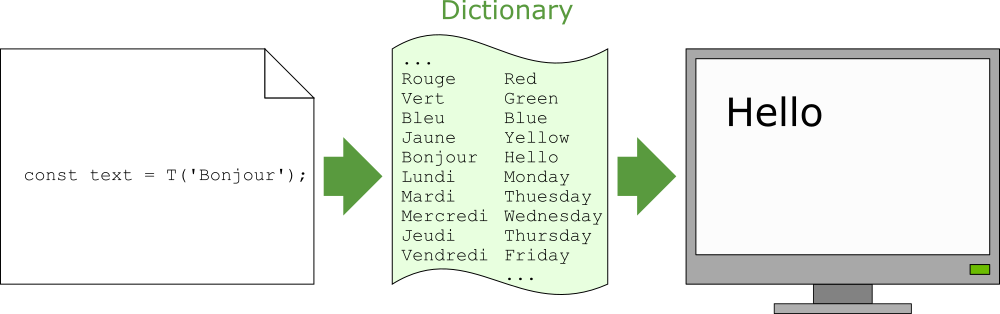 Dictionary
const text = T('Bonjour');
...
Rouge Red
Vert Green
Bleu Blue
Jaune Yellow
Bonjour Hello
Lundi Monday
Mardi Thuesday
Mercredi Wednesday
Jeudi Thursday
Vendredi Friday
...
Hello